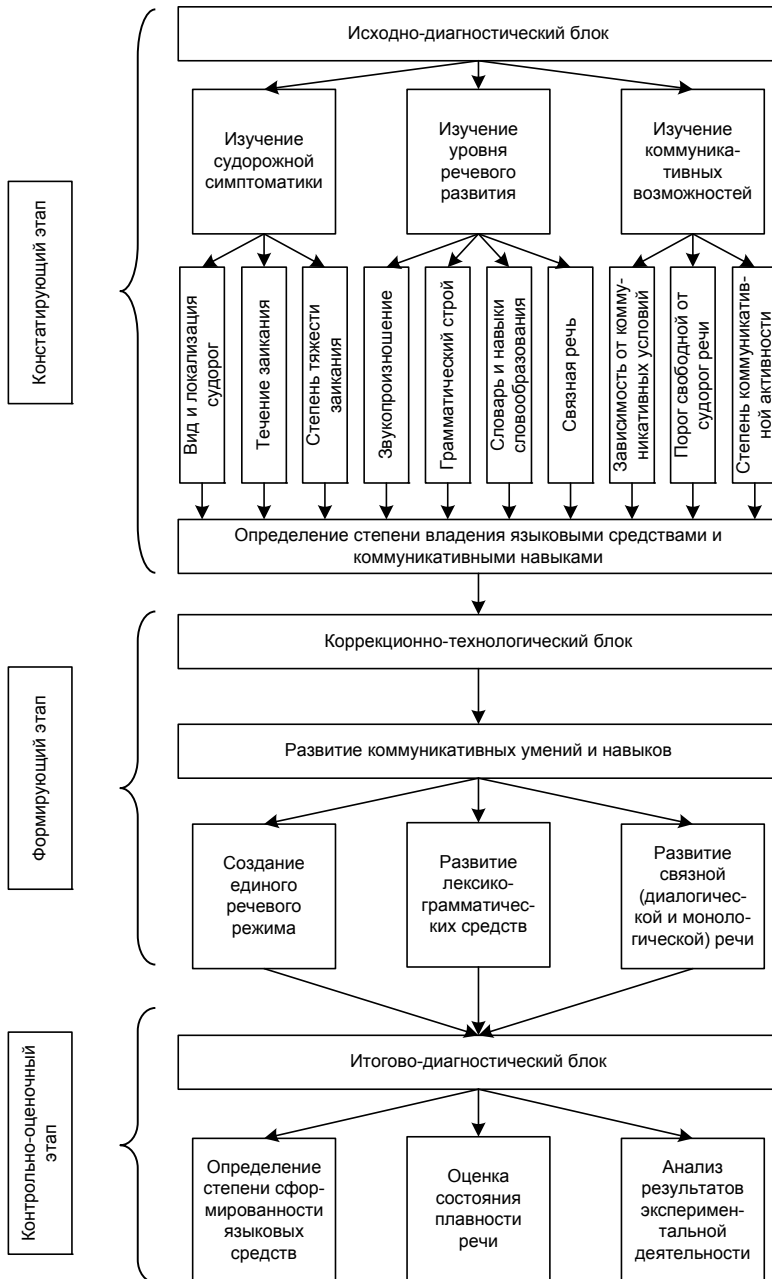 Констатирующий этап
Исходно-диагностический блок
Изучение
судорожной
симптоматики
Изучение
уровня
речевого
развития
Изучение
коммуника-
тивных
возможностей
Вид и локализация
судорог
Течение заикания
Степень тяжести
заикания
Звукопроизношение
Грамматический строй
Словарь и навыки
словообразования
Связная речь
Зависимость от комму-
никативных условий
Порог свободной от
судорог речи
Степень коммуникатив-
ной активности
Определение степени владения языковыми средствами и
коммуникативными навыками
Формирующий этап
Коррекционно-технологический блок
Развитие коммуникативных умений и навыков
Создание
единого
речевого
режима
Развитие
лексико-
грамматичес-
ких средств
Развитие
связной
(диалогичес-
кой и моноло-
гической) речи
Контрольно-оценочный
этап
Итогово-диагностический блок
Определение
степени сфор-
мированности
языковых
средств
Оценка
состояния
плавности
речи
Анализ
результатов
эксперимен-
тальной
деятельности